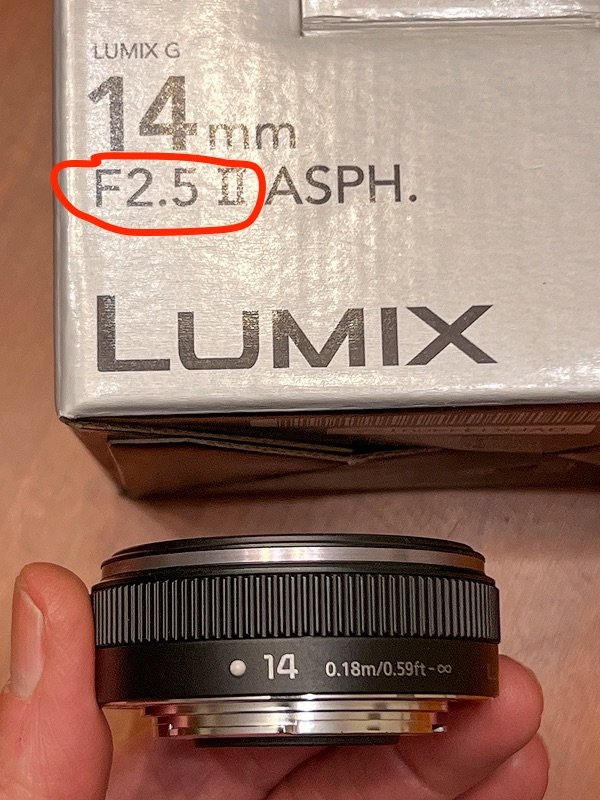 LUMIX G
14mm
F2.5 II ASPH.
LUMIX
14 0.18m/0.59ft-∞